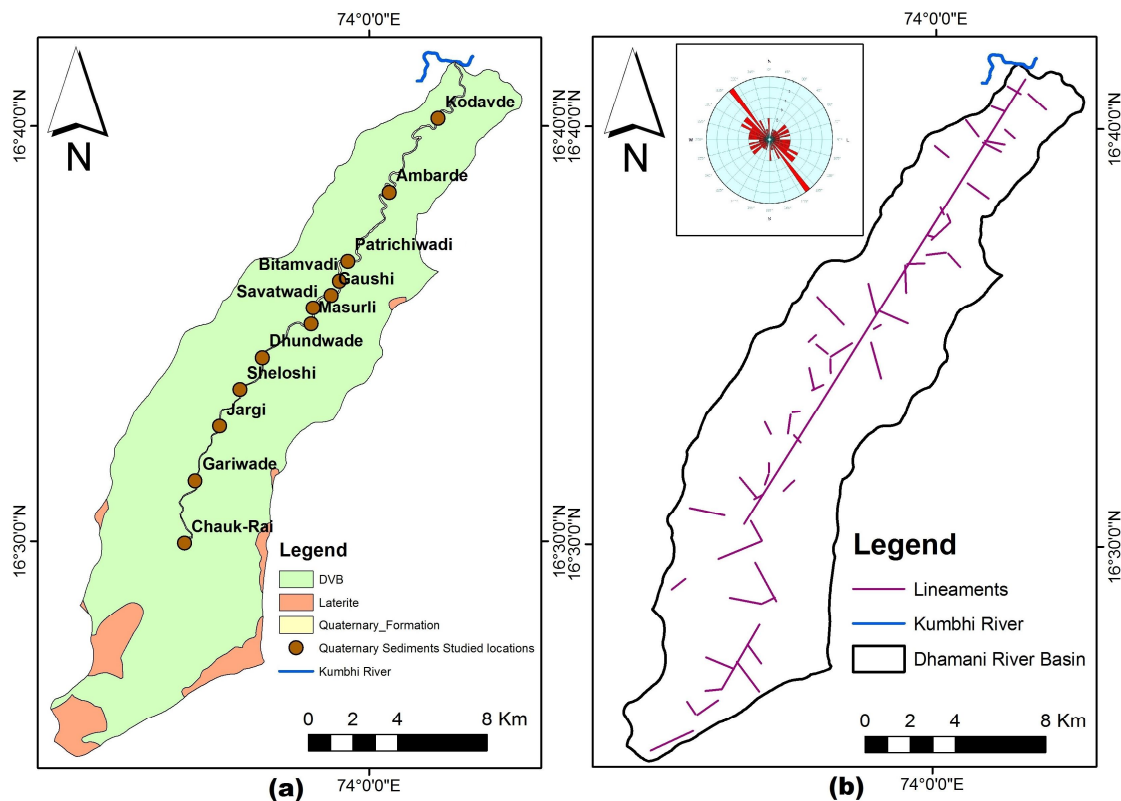 74°0'0"E
N
16°40'0"N
16°30'0"N
Kodavde
Ambarde
Patrichiwadi
Bitamvadi
Gaushi
Savatwadi
Masurli
Dhundwade
Sheloshi
Jargi
Gariwade
Chauk-Rai
Legend
DVB
Laterite
Quaternary_Formation
Quaternary Sediments Studied locations
Kumbhi River
0 2 4 8 Km
74°0'0"E
(a)
74°0'0"E
N
16°40'0"N
16°40'0"N
16°30'0"N
16°30'0"N
Legend
Lineaments
Kumbhi River
Dhamani River Basin
0 2 4 8 Km
74°0'0"E
(b)